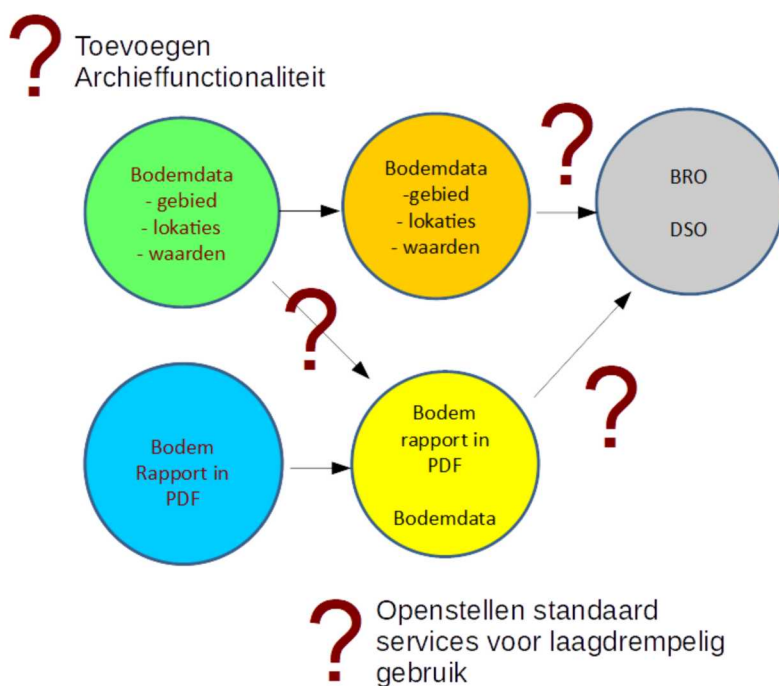 ? Toevoegen
Archieffunctionaliteit
Bodemdata
- gebied
- lokaties
- waarden
Bodemdata
-gebied
- lokaties
- waarden
?
BRO
DSO
?
Bodem
Rapport in
PDF
Bodem
rapport in
PDF
Bodemdata
?
? Openstellen standaard
services voor laagdrempelig
gebruik